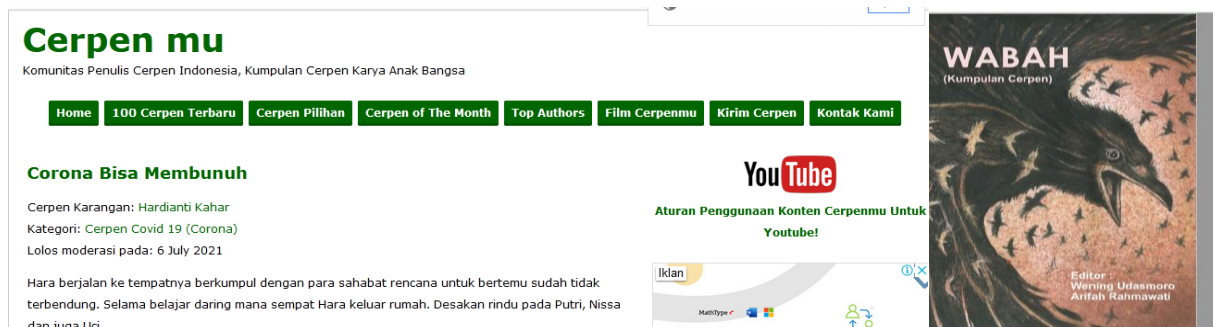 Cerpen mu
Komunitas Penulis Cerpen Indonesia, Kumpulan Cerpen Karya Anak Bangsa
Home
100 Cerpen Terbaru
Cerpen Pilihan
Cerpen of The Month
Top Authors
Film Cerpenmu
Kirim Cerpen
Kontak Kami
Corona Bisa Membunuh
Cerpen Karangan: Hardianti Kahar
Kategori: Cerpen Covid 19 (Corona)
Lolos moderasi pada: 6 July 2021
Hara berjalan ke tempatnya berkumpul dengan para sahabat rencana untuk bertemu sudah tidak
terbendung. Selama belajar daring mana sempat Hara keluar rumah. Desakan rindu pada Putri, Nissa
dan juga Uci
YouTube
Aturan Penggunaan Konten Cerpenmu Untuk
Youtube!
Iklan
MathType
WABAH
(Kumpulan Cerpen)
Editor :
Wening Udasmoro
Arifah Rahmawati